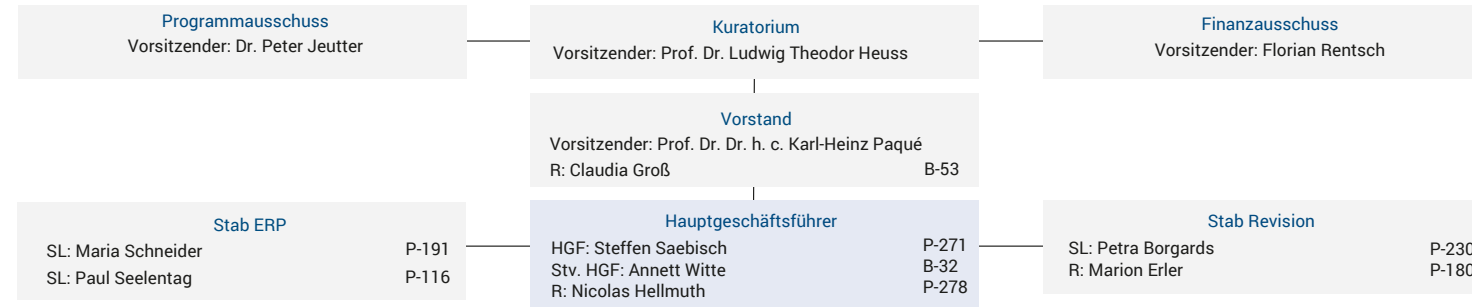 Programmausschuss
Vorsitzender: Dr. Peter Jeutter
Kuratorium
Vorsitzender: Prof. Dr. Ludwig Theodor Heuss
Finanzausschuss
Vorsitzender: Florian Rentsch
Vorstand
Vorsitzender: Prof. Dr. Dr. h. c. Karl-Heinz Paqué
R: Claudia Groß B-53
Stab ERP
SL: Maria Schneider P-191
SL: Paul Seelentag P-116
Hauptgeschäftsführer
HGF: Steffen Saebisch P-271
Stv. HGF: Annett Witte B-32
R: Nicolas Hellmuth P-278
Stab Revision
SL: Petra Borgards P-230
R: Marion Erler P-180